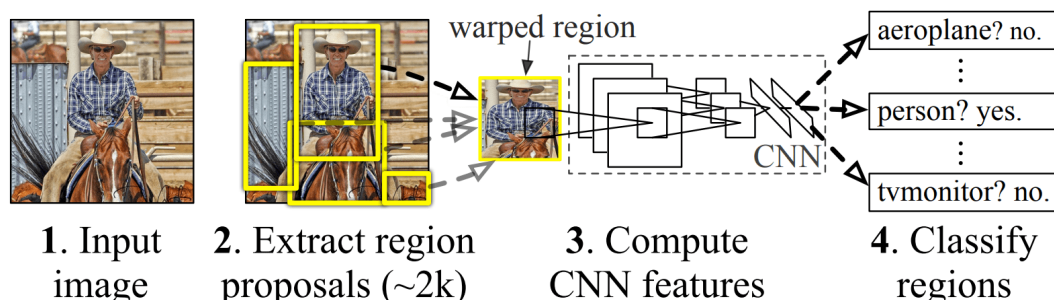 warped region
aeroplane? no.
⋮
person? yes.
CNN
⋮
tvmonitor? no.
1. Input
image
2. Extract region
proposals (~2k)
3. Compute
CNN features
4. Classify
regions